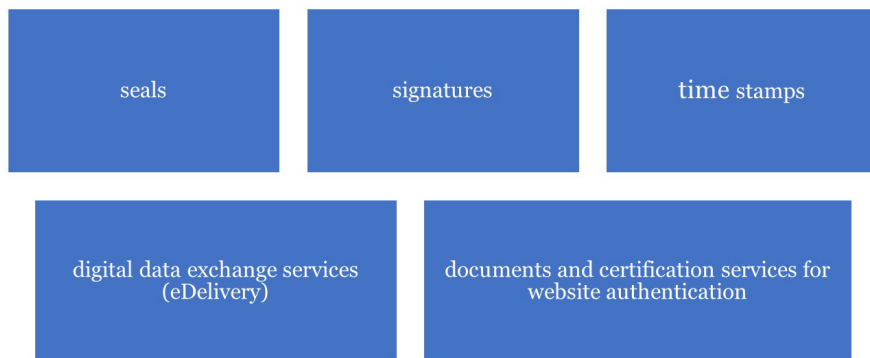 seals
signatures
time stamps
digital data exchange services
(eDelivery)
documents and certification services for
website authentication